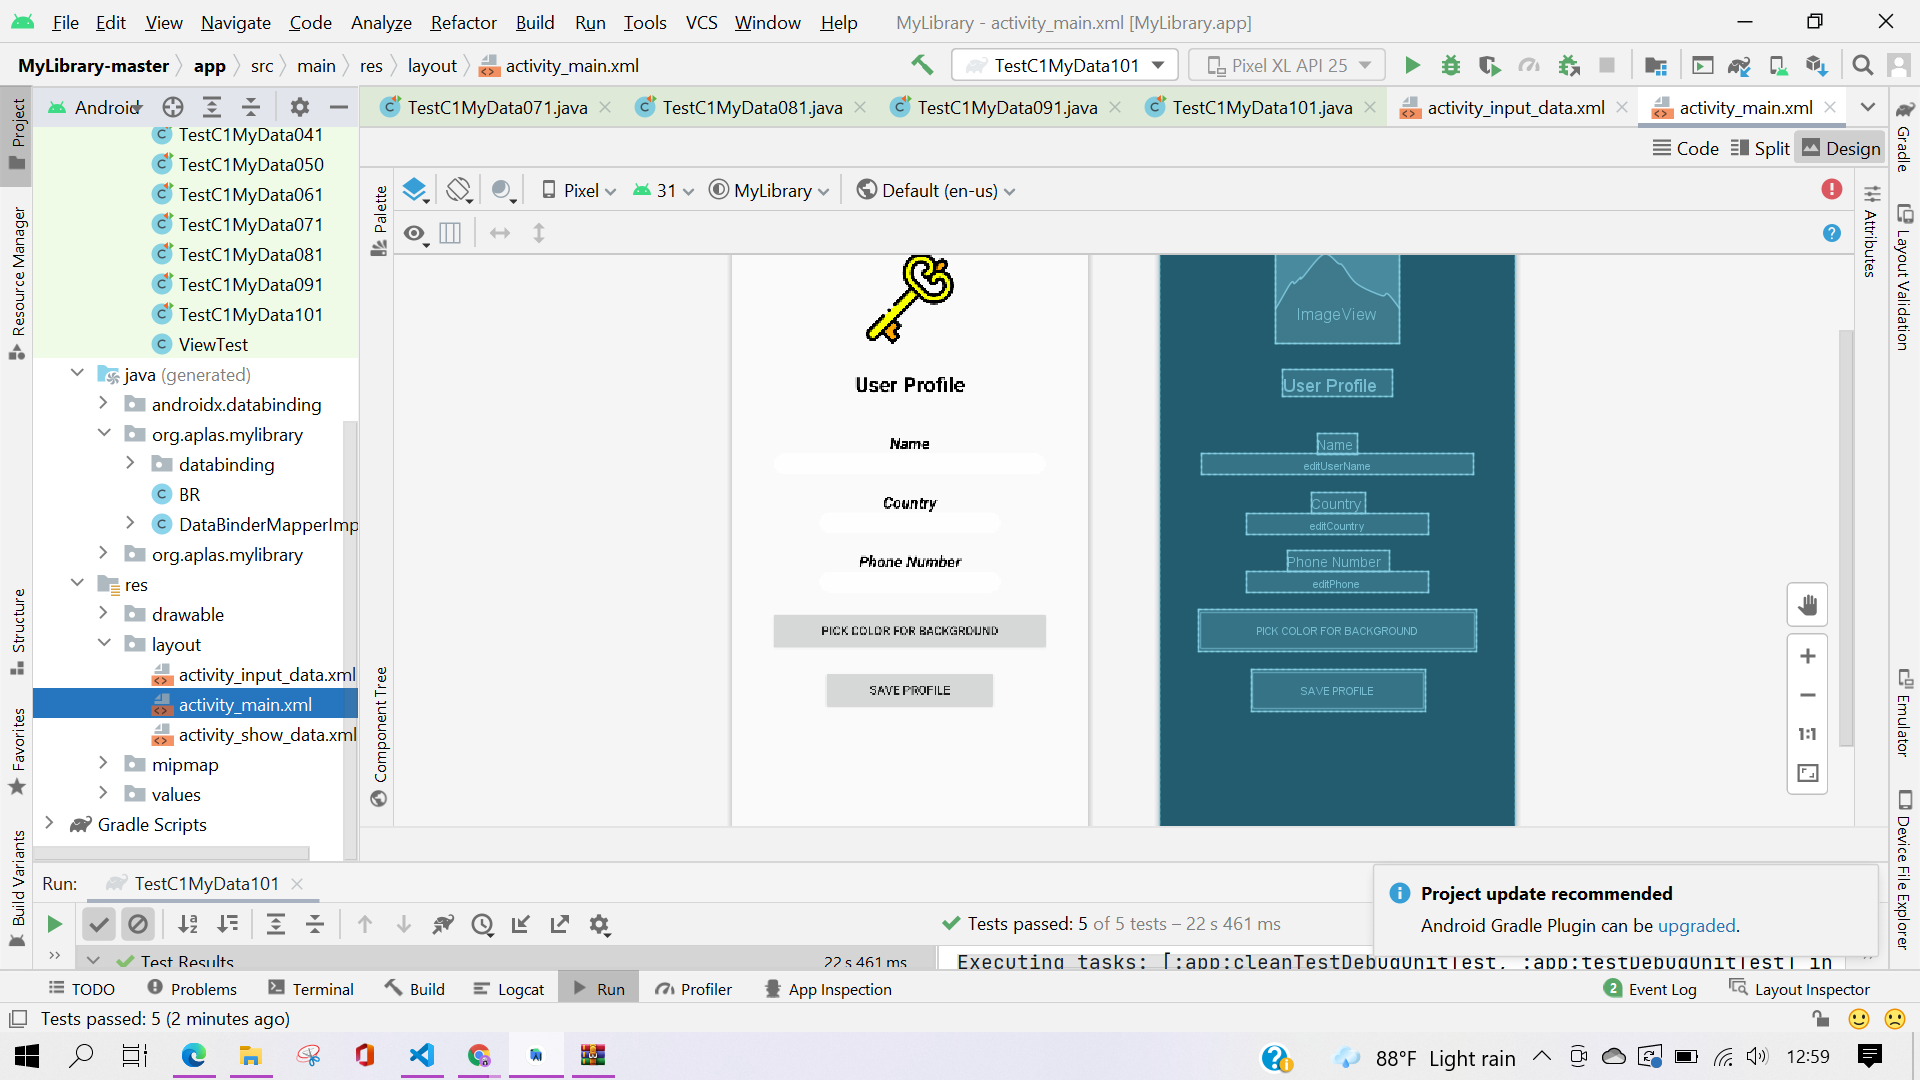 File Edit View Navigate Code Analyze Refactor Build Run Tools VCS Window Help MyLibrary - activity_main.xml [MyLibrary.app]
MyLibrary-master app src main res layout activity_main.xml TestC1MyData101 Pixel XL API 25
Android TestC1MyData071.java TestC1MyData081.java TestC1MyData091.java TestC1MyData101.java activity_input_data.xml activity_main.xml
Code Split Design
Pixel 31 MyLibrary Default (en-us)
TestC1MyData041
TestC1MyData050
TestC1MyData061
TestC1MyData071
TestC1MyData081
TestC1MyData091
TestC1MyData101
ViewTest
java (generated)
androidx.databinding
org.aplas.mylibrary
databinding
BR
DataBinderMapperImp
org.aplas.mylibrary
res
drawable
layout
activity_input_data.xml
activity_main.xml
activity_show_data.xml
mipmap
values
Gradle Scripts
Project
Resource Manager
Structure
Favorites
Build Variants
Palette
Component Tree
User Profile
Name
Country
Phone Number
PICK COLOR FOR BACKGROUND
SAVE PROFILE
ImageView
User Profile
Name
editUserName
Country
editCountry
Phone Number
editPhone
PICK COLOR FOR BACKGROUND
SAVE PROFILE
1:1
Attributes
Gradle
Layout Validation
Emulator
Device File Explorer
Run: TestC1MyData101
Tests passed: 5 of 5 tests – 22 s 461 ms
Test Results 22 s 461 ms
Executing tasks: [:app:cleanTestDebugUnitTest, :app:testDebugUnitTest] in
Project update recommended
Android Gradle Plugin can be upgraded.
TODO Problems Terminal Build Logcat Run Profiler App Inspection 2 Event Log Layout Inspector
Tests passed: 5 (2 minutes ago)
88°F Light rain 12:59